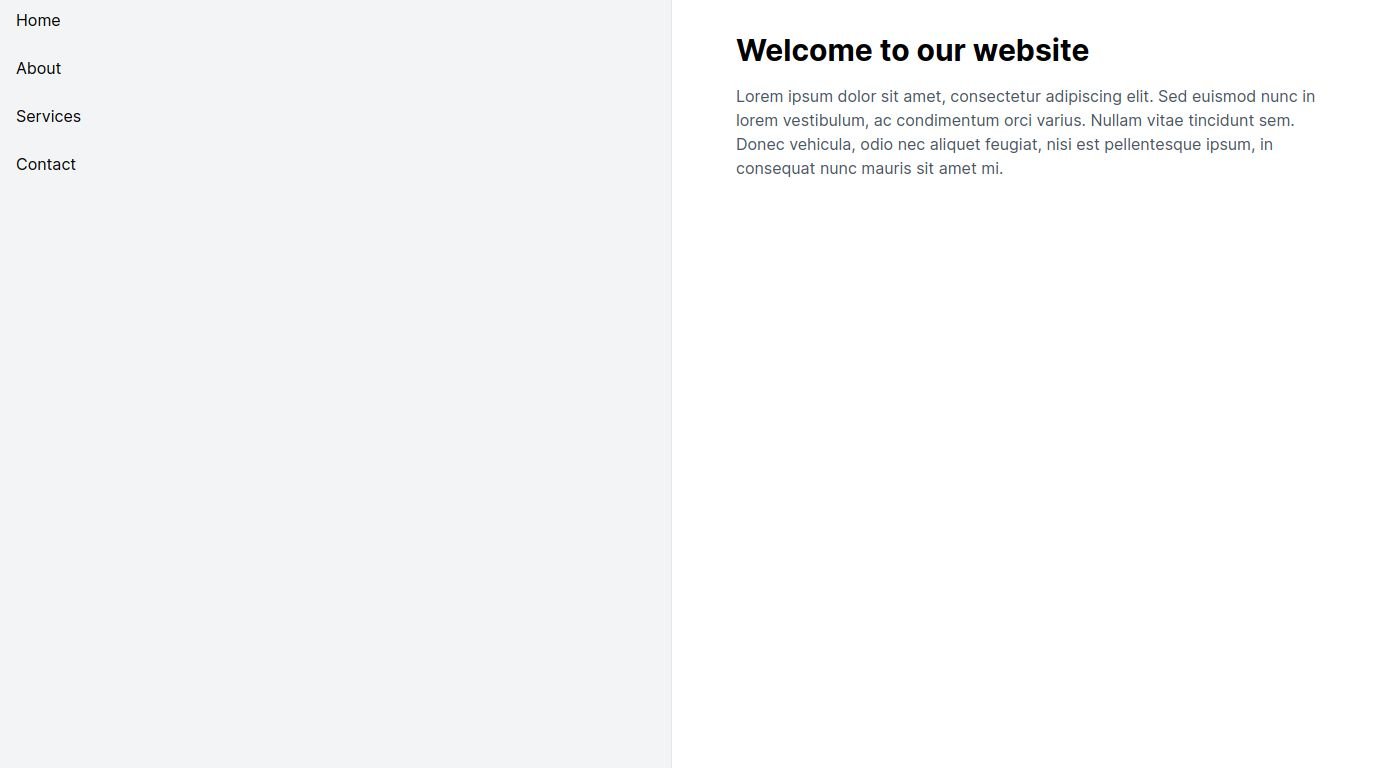 Home
About
Services
Contact
Welcome to our website
Lorem ipsum dolor sit amet, consectetur adipiscing elit. Sed euismod nunc in
lorem vestibulum, ac condimentum orci varius. Nullam vitae tincidunt sem.
Donec vehicula, odio nec aliquet feugiat, nisi est pellentesque ipsum, in
consequat nunc mauris sit amet mi.